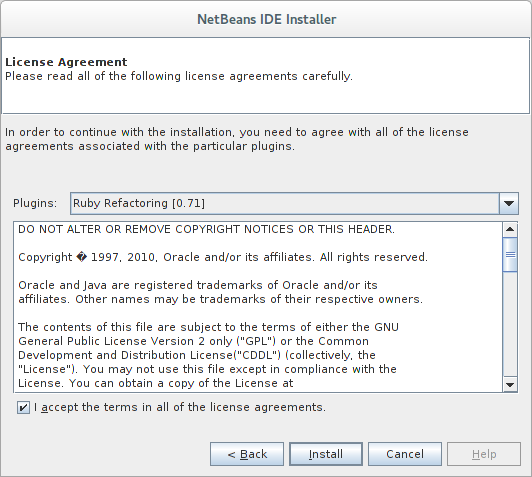 NetBeans IDE Installer
License Agreement
Please read all of the following license agreements carefully.
In order to continue with the installation, you need to agree with all of the license
agreements associated with the particular plugins.
Plugins: Ruby Refactoring [0.71]
DO NOT ALTER OR REMOVE COPYRIGHT NOTICES OR THIS HEADER.
Copyright � 1997, 2010, Oracle and/or its affiliates. All rights reserved.
Oracle and Java are registered trademarks of Oracle and/or its
affiliates. Other names may be trademarks of their respective owners.
The contents of this file are subject to the terms of either the GNU
General Public License Version 2 only ("GPL") or the Common
Development and Distribution License("CDDL") (collectively, the
"License"). You may not use this file except in compliance with the
License. You can obtain a copy of the License at
I accept the terms in all of the license agreements.
< Back Install Cancel Help